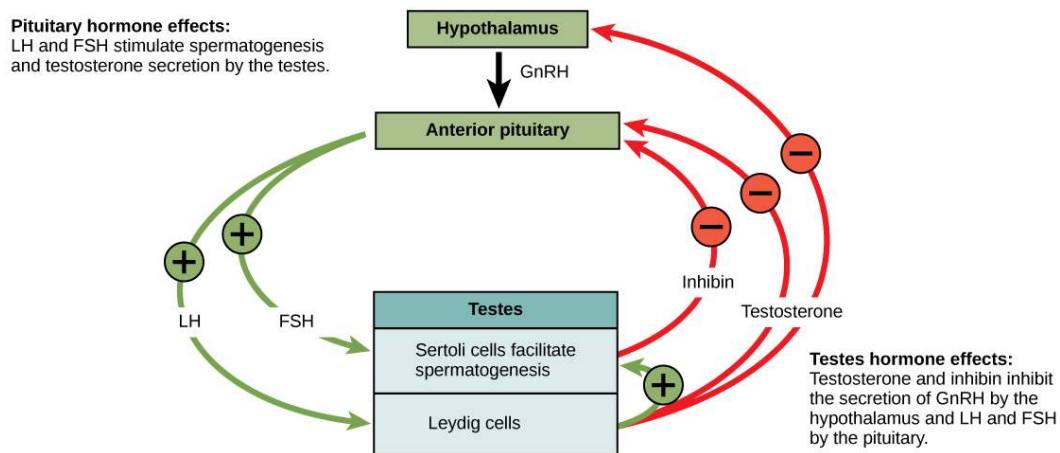 Pituitary hormone effects:
LH and FSH stimulate spermatogenesis
and testosterone secretion by the testes.
Hypothalamus
GnRH
Anterior pituitary
+
+
LH
FSH
−
−
−
Inhibin
Testosterone
Testes
Sertoli cells facilitate
spermatogenesis
+
Leydig cells
Testes hormone effects:
Testosterone and inhibin inhibit
the secretion of GnRH by the
hypothalamus and LH and FSH
by the pituitary.